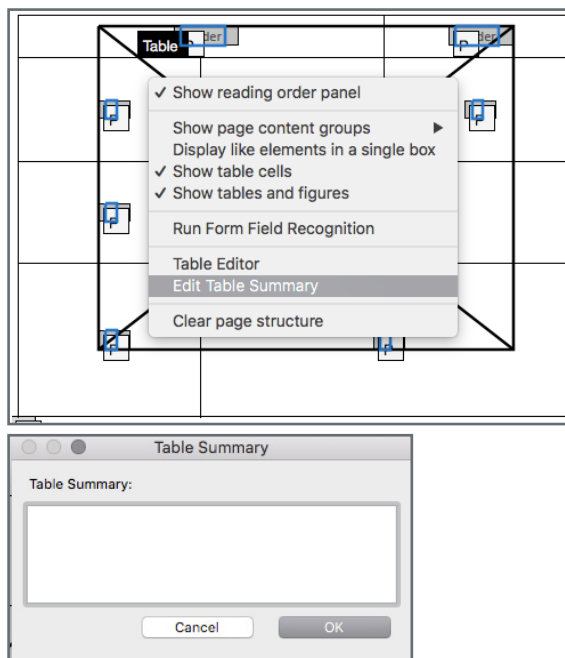 Table
der
P
der
P
P
✓ Show reading order panel
P
Show page content groups ▶
Display like elements in a single box
✓ Show table cells
✓ Show tables and figures
P
Run Form Field Recognition
Table Editor
Edit Table Summary
Clear page structure
P
P
Table Summary
Table Summary:
Cancel
OK